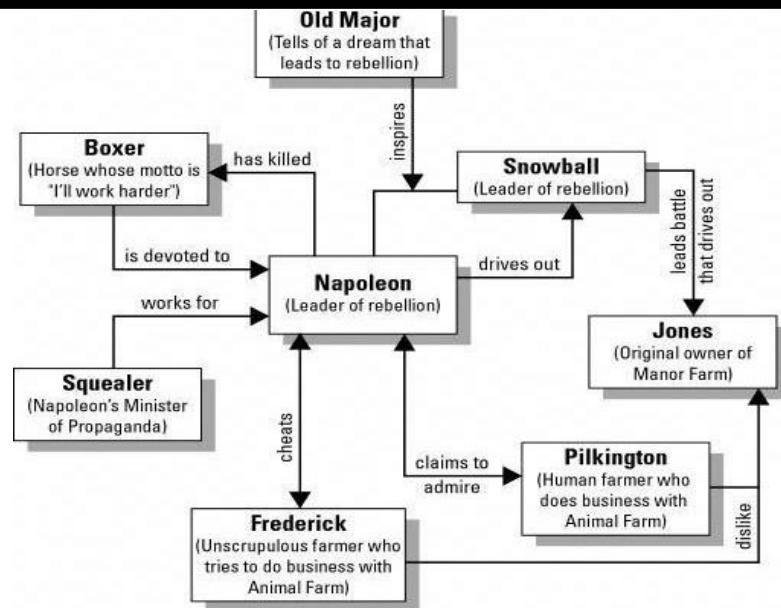 Old Major
(Tells of a dream that
leads to rebellion)
inspires
Boxer
(Horse whose motto is
"I'll work harder")
has killed
Snowball
(Leader of rebellion)
leads battle
that drives out
is devoted to
Napoleon
(Leader of rebellion)
drives out
works for
Jones
(Original owner of
Manor Farm)
Squealer
(Napoleon's Minister
of Propaganda)
cheats
claims to
admire
Pilkington
(Human farmer who
does business with
Animal Farm)
dislike
Frederick
(Unscrupulous farmer who
tries to do business with
Animal Farm)